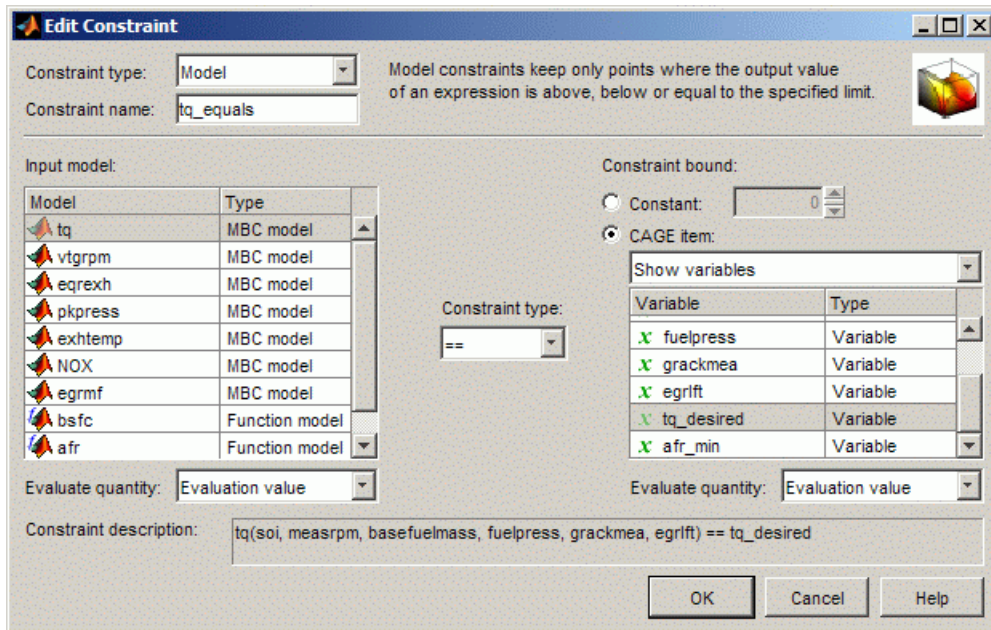 Edit Constraint
Constraint type: Model
Model constraints keep only points where the output value
of an expression is above, below or equal to the specified limit.
Constraint name: tq_equals
Input model:
Model Type
tq MBC model
vtgrpm MBC model
eqrexh MBC model
pkpress MBC model
exhtemp MBC model
NOX MBC model
egrmf MBC model
bsfc Function model
afr Function model
Evaluate quantity: Evaluation value
Constraint type:
==
Constraint bound:
Constant: 0
CAGE item:
Show variables
Variable Type
x fuelpress Variable
x grackmea Variable
x egrlft Variable
x tq_desired Variable
x afr_min Variable
Evaluate quantity: Evaluation value
Constraint description: tq(soi, measrpm, basefuelmass, fuelpress, grackmea, egrlft) == tq_desired
OK Cancel Help